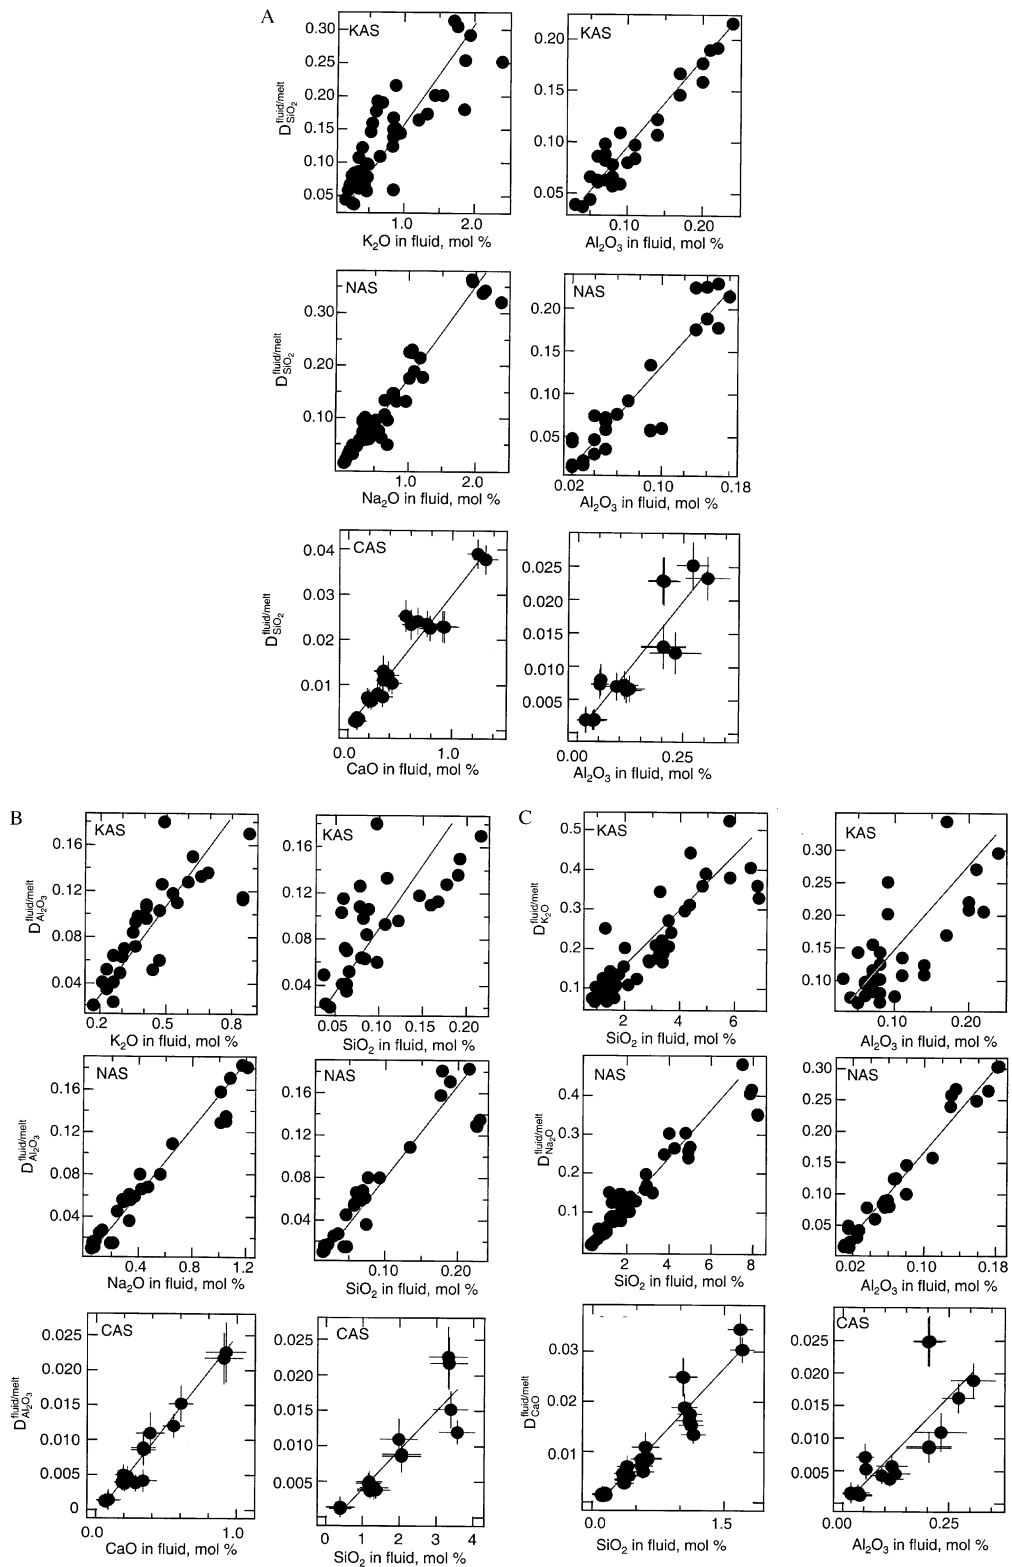 A
KAS
0.30
0.25
0.20
0.15
0.10
0.05
D fluid/melt SiO2
1.0 2.0
K2O in fluid, mol %
KAS
0.20
0.15
0.10
0.05
0.10 0.20
Al2O3 in fluid, mol %
NAS
0.30
0.20
0.10
D fluid/melt SiO2
1.0 2.0
Na2O in fluid, mol %
NAS
0.20
0.15
0.10
0.05
0.02 0.10 0.18
Al2O3 in fluid, mol %
CAS
0.04
0.03
0.02
0.01
D fluid/melt SiO2
0.0 1.0
CaO in fluid, mol %
0.025
0.020
0.015
0.010
0.005
0.00 0.25
Al2O3 in fluid, mol %
B
KAS
0.16
0.12
0.08
0.04
D fluid/melt Al2O3
0.2 0.5 0.8
K2O in fluid, mol %
KAS
0.16
0.12
0.08
0.04
0.05 0.10 0.15 0.20
SiO2 in fluid, mol %
NAS
0.16
0.12
0.08
0.04
D fluid/melt Al2O3
0.4 0.8 1.2
Na2O in fluid, mol %
NAS
0.16
0.12
0.08
0.04
0.10 0.20
SiO2 in fluid, mol %
CAS
0.025
0.020
0.015
0.010
0.005
0
D fluid/melt Al2O3
0.0 1.0
CaO in fluid, mol %
CAS
0.025
0.020
0.015
0.010
0.005
0 1 2 3 4
SiO2 in fluid, mol %
C
KAS
0.5
0.4
0.3
0.2
0.1
D fluid/melt K2O
2 4 6
SiO2 in fluid, mol %
KAS
0.30
0.20
0.15
0.10
0.10 0.20
Al2O3 in fluid, mol %
NAS
0.4
0.3
0.2
0.1
D fluid/melt Na2O
2 4 6 8
SiO2 in fluid, mol %
NAS
0.30
0.25
0.20
0.15
0.10
0.05
0.02 0.10 0.18
Al2O3 in fluid, mol %
0.03
0.02
0.01
D fluid/melt CaO
0.0 1.5
SiO2 in fluid, mol %
CAS
0.025
0.020
0.015
0.010
0.005
0.00 0.25
Al2O3 in fluid, mol %